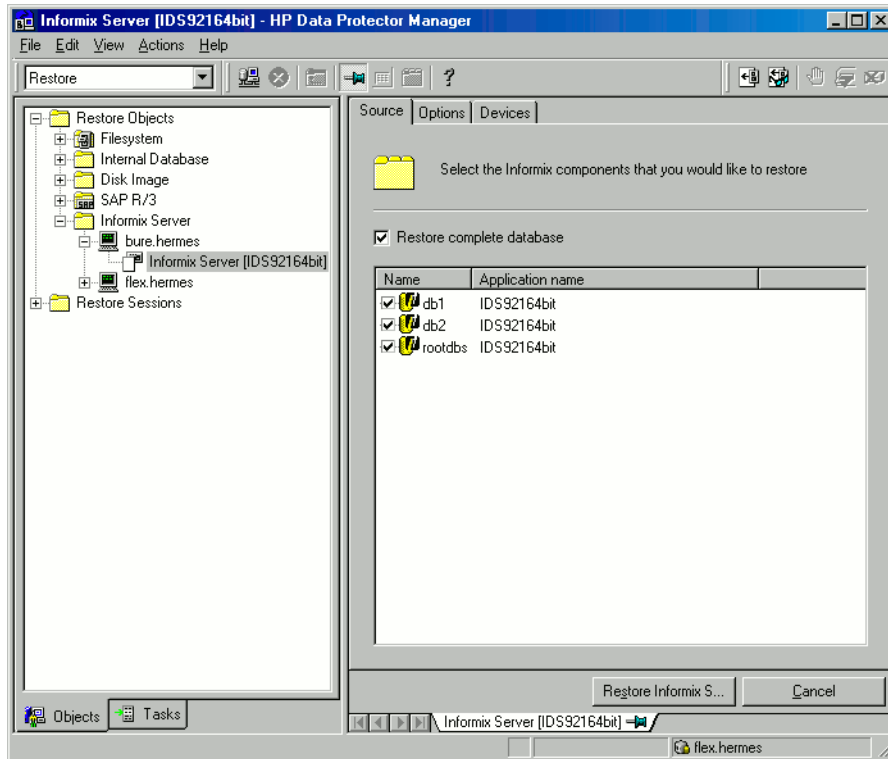 Informix Server [IDS92164bit] - HP Data Protector Manager
File Edit View Actions Help
Restore
Restore Objects
Filesystem
Internal Database
Disk Image
SAP R/3
Informix Server
bure.hermes
Informix Server [IDS92164bit]
flex.hermes
Restore Sessions
Objects Tasks
Source Options Devices
Select the Informix components that you would like to restore
Restore complete database
Name Application name
db1 IDS92164bit
db2 IDS92164bit
rootdbs IDS92164bit
Restore Informix S... Cancel
Informix Server [IDS92164bit]
flex.hermes